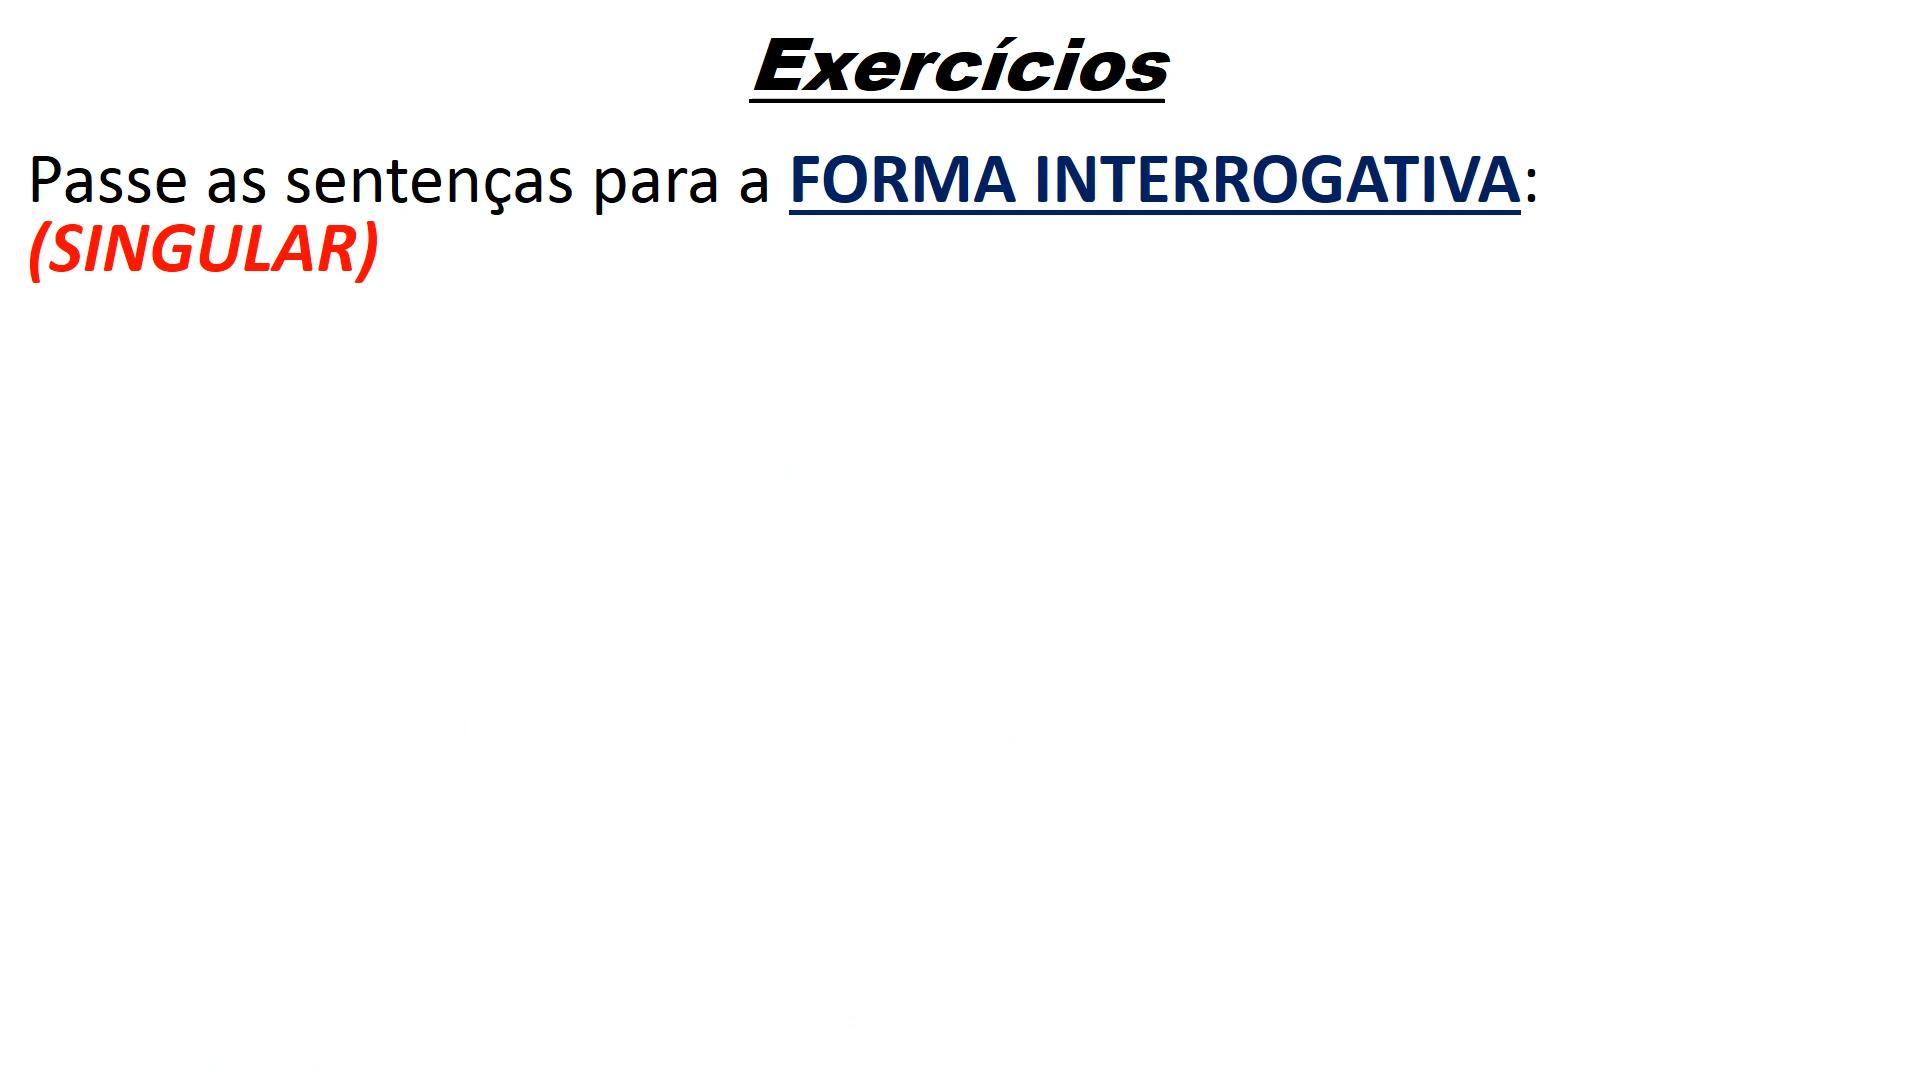 Exercícios
Passe as sentenças para a FORMA INTERROGATIVA:
(SINGULAR)